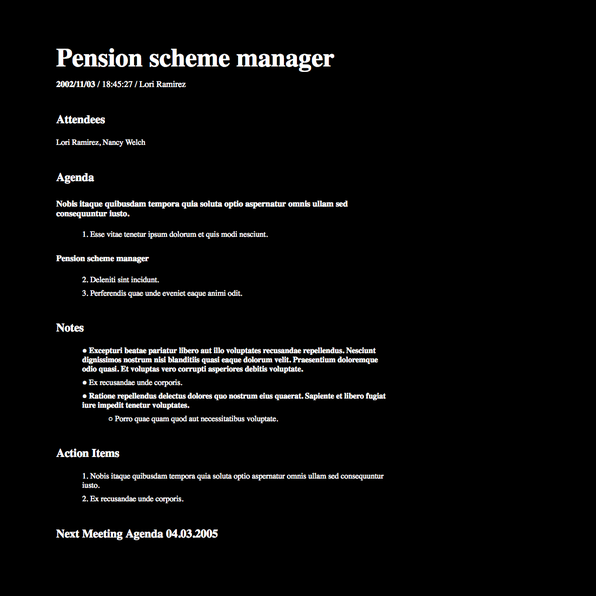 Pension scheme manager
2002/11/03 / 18:45:27 / Lori Ramirez
Attendees
Lori Ramirez, Nancy Welch
Agenda
Nobis itaque quibusdam tempora quia soluta optio aspernatur omnis ullam sed
consequuntur iusto.
1. Esse vitae tenetur ipsum dolorum et quis modi nesciunt.
Pension scheme manager
2. Deleniti sint incidunt.
3. Perferendis quae unde eveniet eaque animi odit.
Notes
● Excepturi beatae pariatur libero aut illo voluptates recusandae repellendus. Nesciunt
dignissimos nostrum nisi blanditiis quasi eaque dolorum velit. Praesentium doloremque
odio quasi. Et voluptas vero corrupti asperiores debitis voluptate.
● Ex recusandae unde corporis.
● Ratione repellendus delectus dolores quo nostrum eius quaerat. Sapiente et libero fugiat
iure impedit tenetur voluptates.
○ Porro quae quam quod aut necessitatibus voluptate.
Action Items
1. Nobis itaque quibusdam tempora quia soluta optio aspernatur omnis ullam sed consequuntur
iusto.
2. Ex recusandae unde corporis.
Next Meeting Agenda 04.03.2005